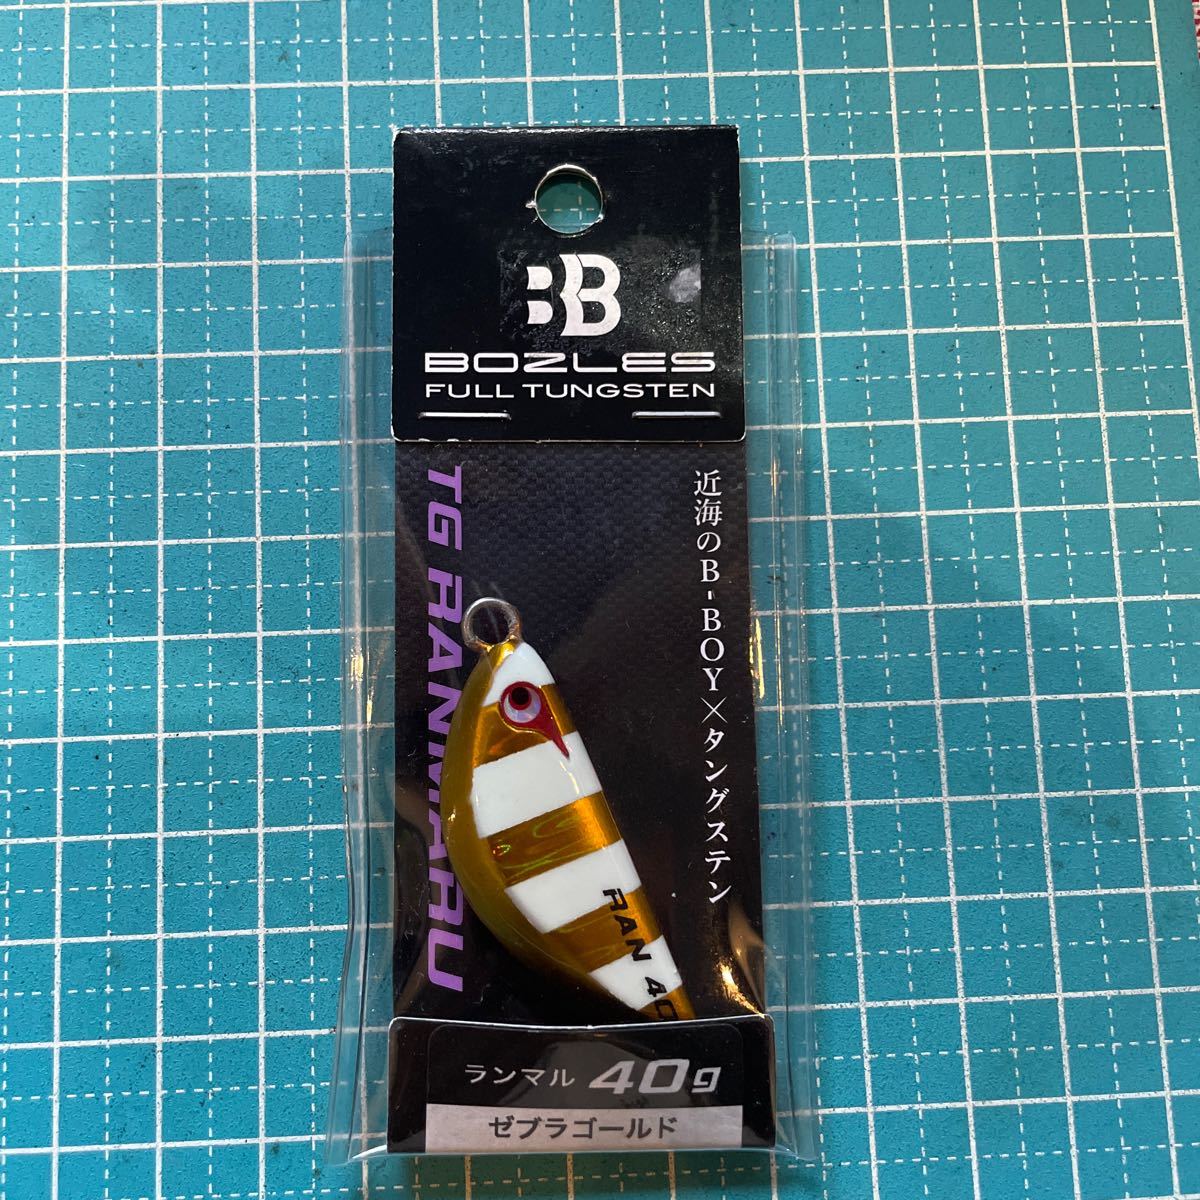 BB
BOZLES
FULL TUNGSTEN
TG RANMARU
近海のB-BOY×タングステン
RAN 40
ランマル 40g
ゼブラゴールド